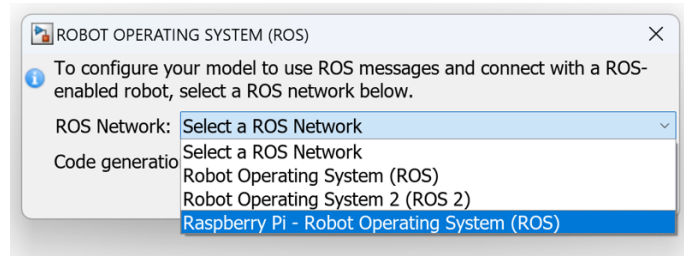 ROBOT OPERATING SYSTEM (ROS)
To configure your model to use ROS messages and connect with a ROS-
enabled robot, select a ROS network below.
ROS Network: Select a ROS Network
Select a ROS Network
Code generatio
Robot Operating System (ROS)
Robot Operating System 2 (ROS 2)
Raspberry Pi - Robot Operating System (ROS)